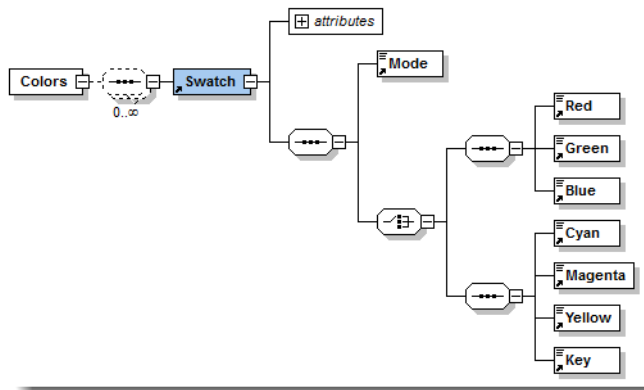 attributes
Mode
Colors
Swatch
0..∞
Red
Green
Blue
Cyan
Magenta
Yellow
Key